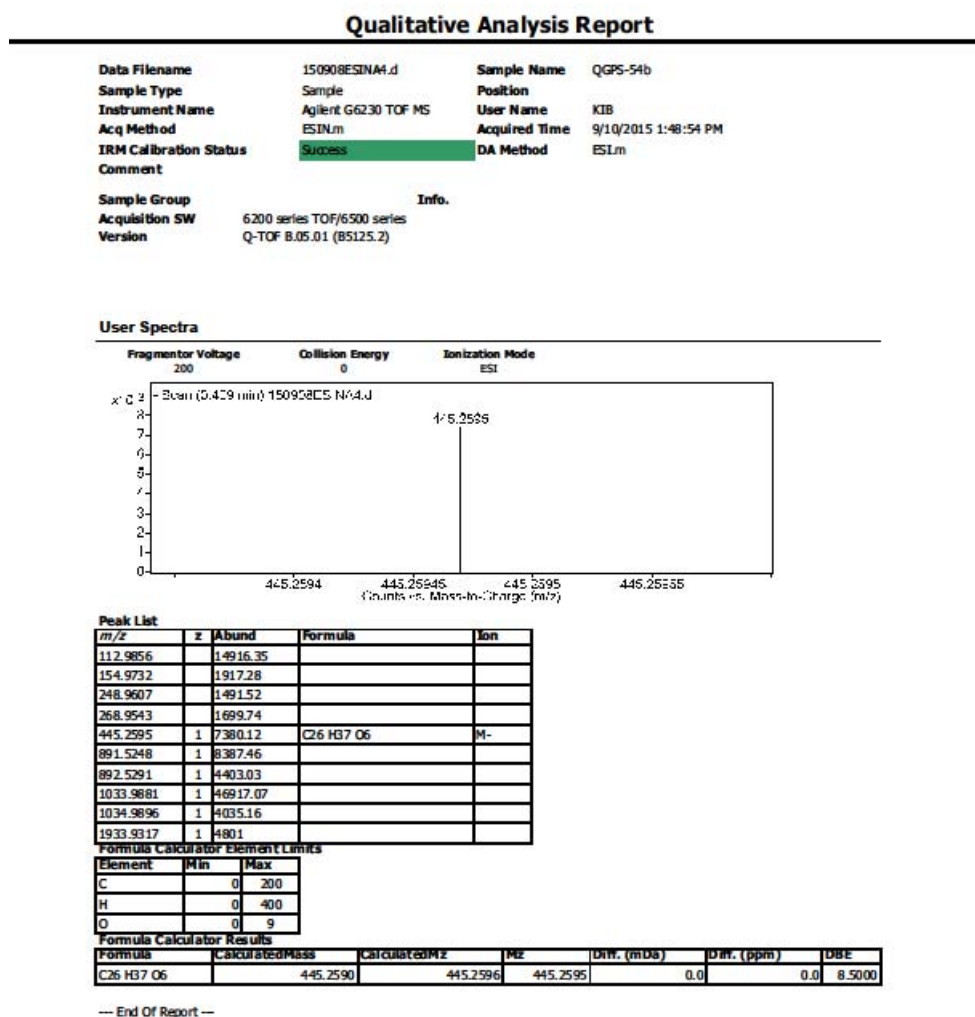 Qualitative Analysis Report
Data Filename 150908ESINA4.d Sample Name QGPS-54b
Sample Type Sample Position
Instrument Name Agilent G6230 TOF MS User Name KIB
Acq Method ESIN.m Acquired Time 9/10/2015 1:48:54 PM
IRM Calibration Status Success DA Method ESI.m
Comment
Sample Group Info.
Acquisition SW 6200 series TOF/6500 series
Version Q-TOF B.05.01 (B5125.2)
User Spectra
Fragmentor Voltage Collision Energy Ionization Mode
200 0 ESI
445.2595
8
7
3
2
1
0
445.2594 445.25945 445.2595
Counts vs. Mass-to-Charge (m/z)
Peak List
m/z z Abund Formula Ion
112.9856 14916.35
154.9732 1917.28
248.9607 1491.52
268.9543 1699.74
445.2595 1 7380.12 C26 H37 O6 M-
891.5248 1 8387.46
892.5291 1 4403.03
1033.9881 1 46917.07
1034.9896 1 4035.16
1933.9317 1 4801
Formula Calculator Element Limits
Element Min Max
C 0 200
H 0 400
O 0 9
Formula Calculator Results
Formula CalculatedMass CalculatedMz Mz Diff. (mDa) Diff. (ppm) DBE
C26 H37 O6 445.2590 445.2596 445.2595 0.0 0.0 8.5000
--- End Of Report ---